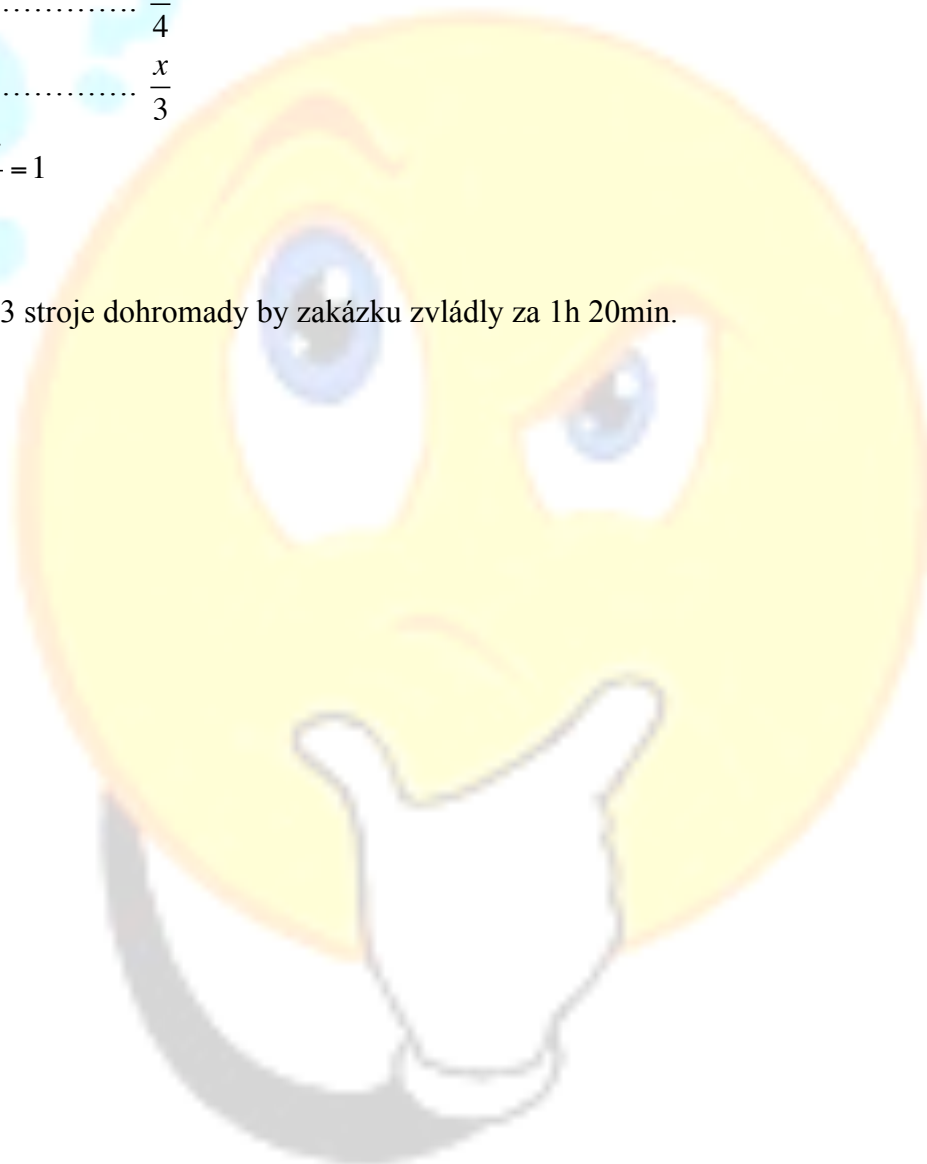 ............. 4
............. x/3
= 1
3 stroje dohromady by zakázku zvládly za 1h 20min.